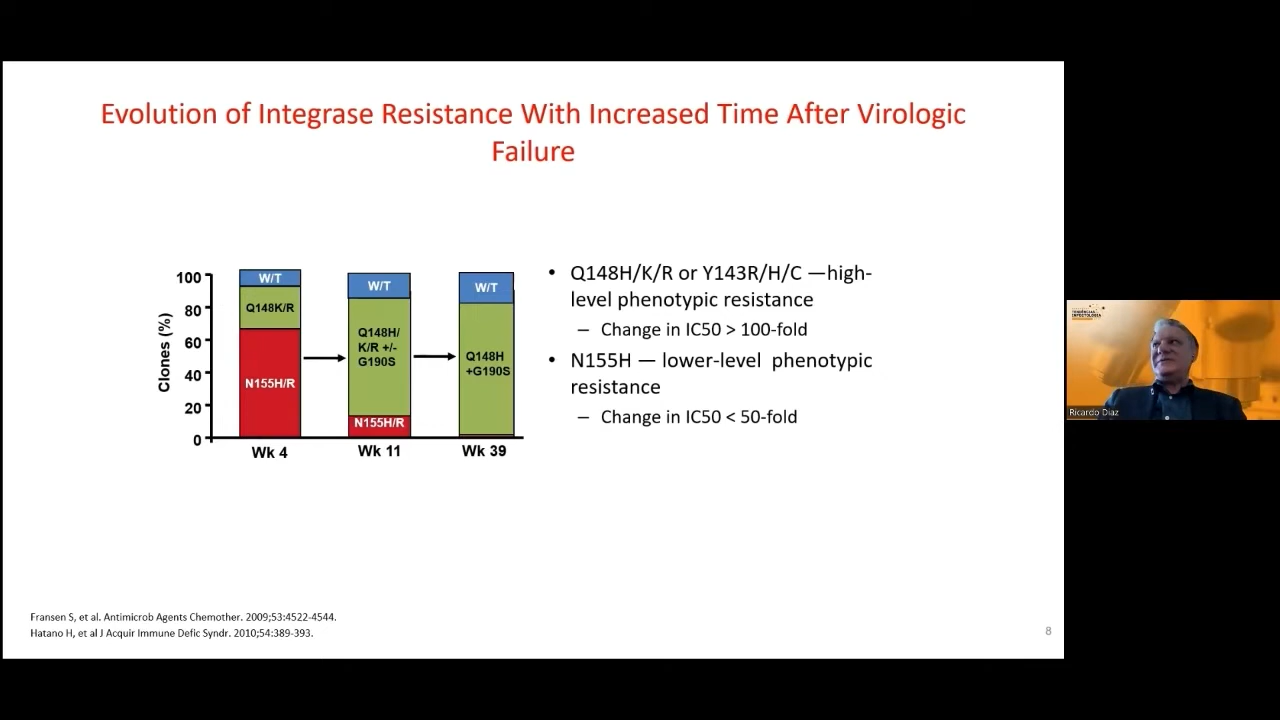 Evolution of Integrase Resistance With Increased Time After Virologic
Failure
100
80
60
40
20
0
Clones (%)
W/T
Q148K/R
N155H/R
Wk 4
W/T
Q148H/
K/R +/-
G190S
N155H/R
Wk 11
W/T
Q148H
+G190S
Wk 39
• Q148H/K/R or Y143R/H/C —high-
level phenotypic resistance
– Change in IC50 > 100-fold
• N155H — lower-level phenotypic
resistance
– Change in IC50 < 50-fold
Fransen S, et al. Antimicrob Agents Chemother. 2009;53:4522-4544.
Hatano H, et al J Acquir Immune Defic Syndr. 2010;54:389-393.
8
INFECTOLOGIA
Ricardo Diaz